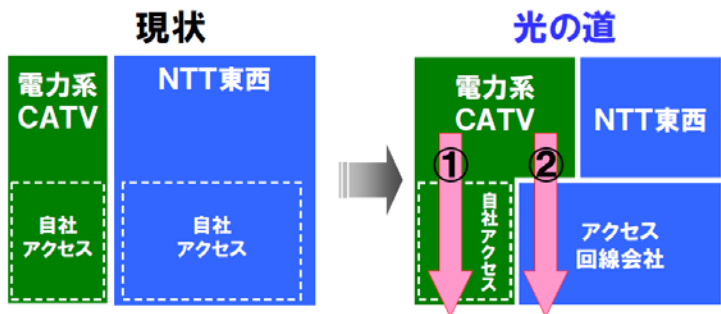 現状
電力系
CATV
NTT東西
自社
アクセス
自社
アクセス
光の道
電力系
CATV
NTT東西
①
②
自社アクセス
アクセス
回線会社